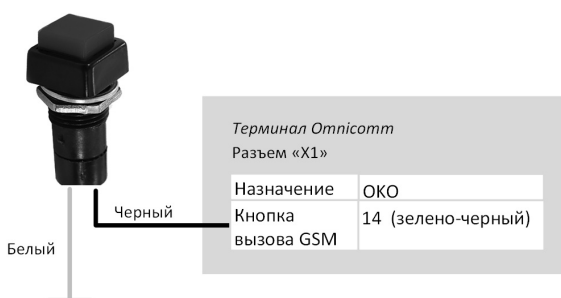 Терминал Omnicomm
Разъем «X1»
Назначение
ОКО
Кнопка
вызова GSM
14 (зелено-черный)
Черный
Белый